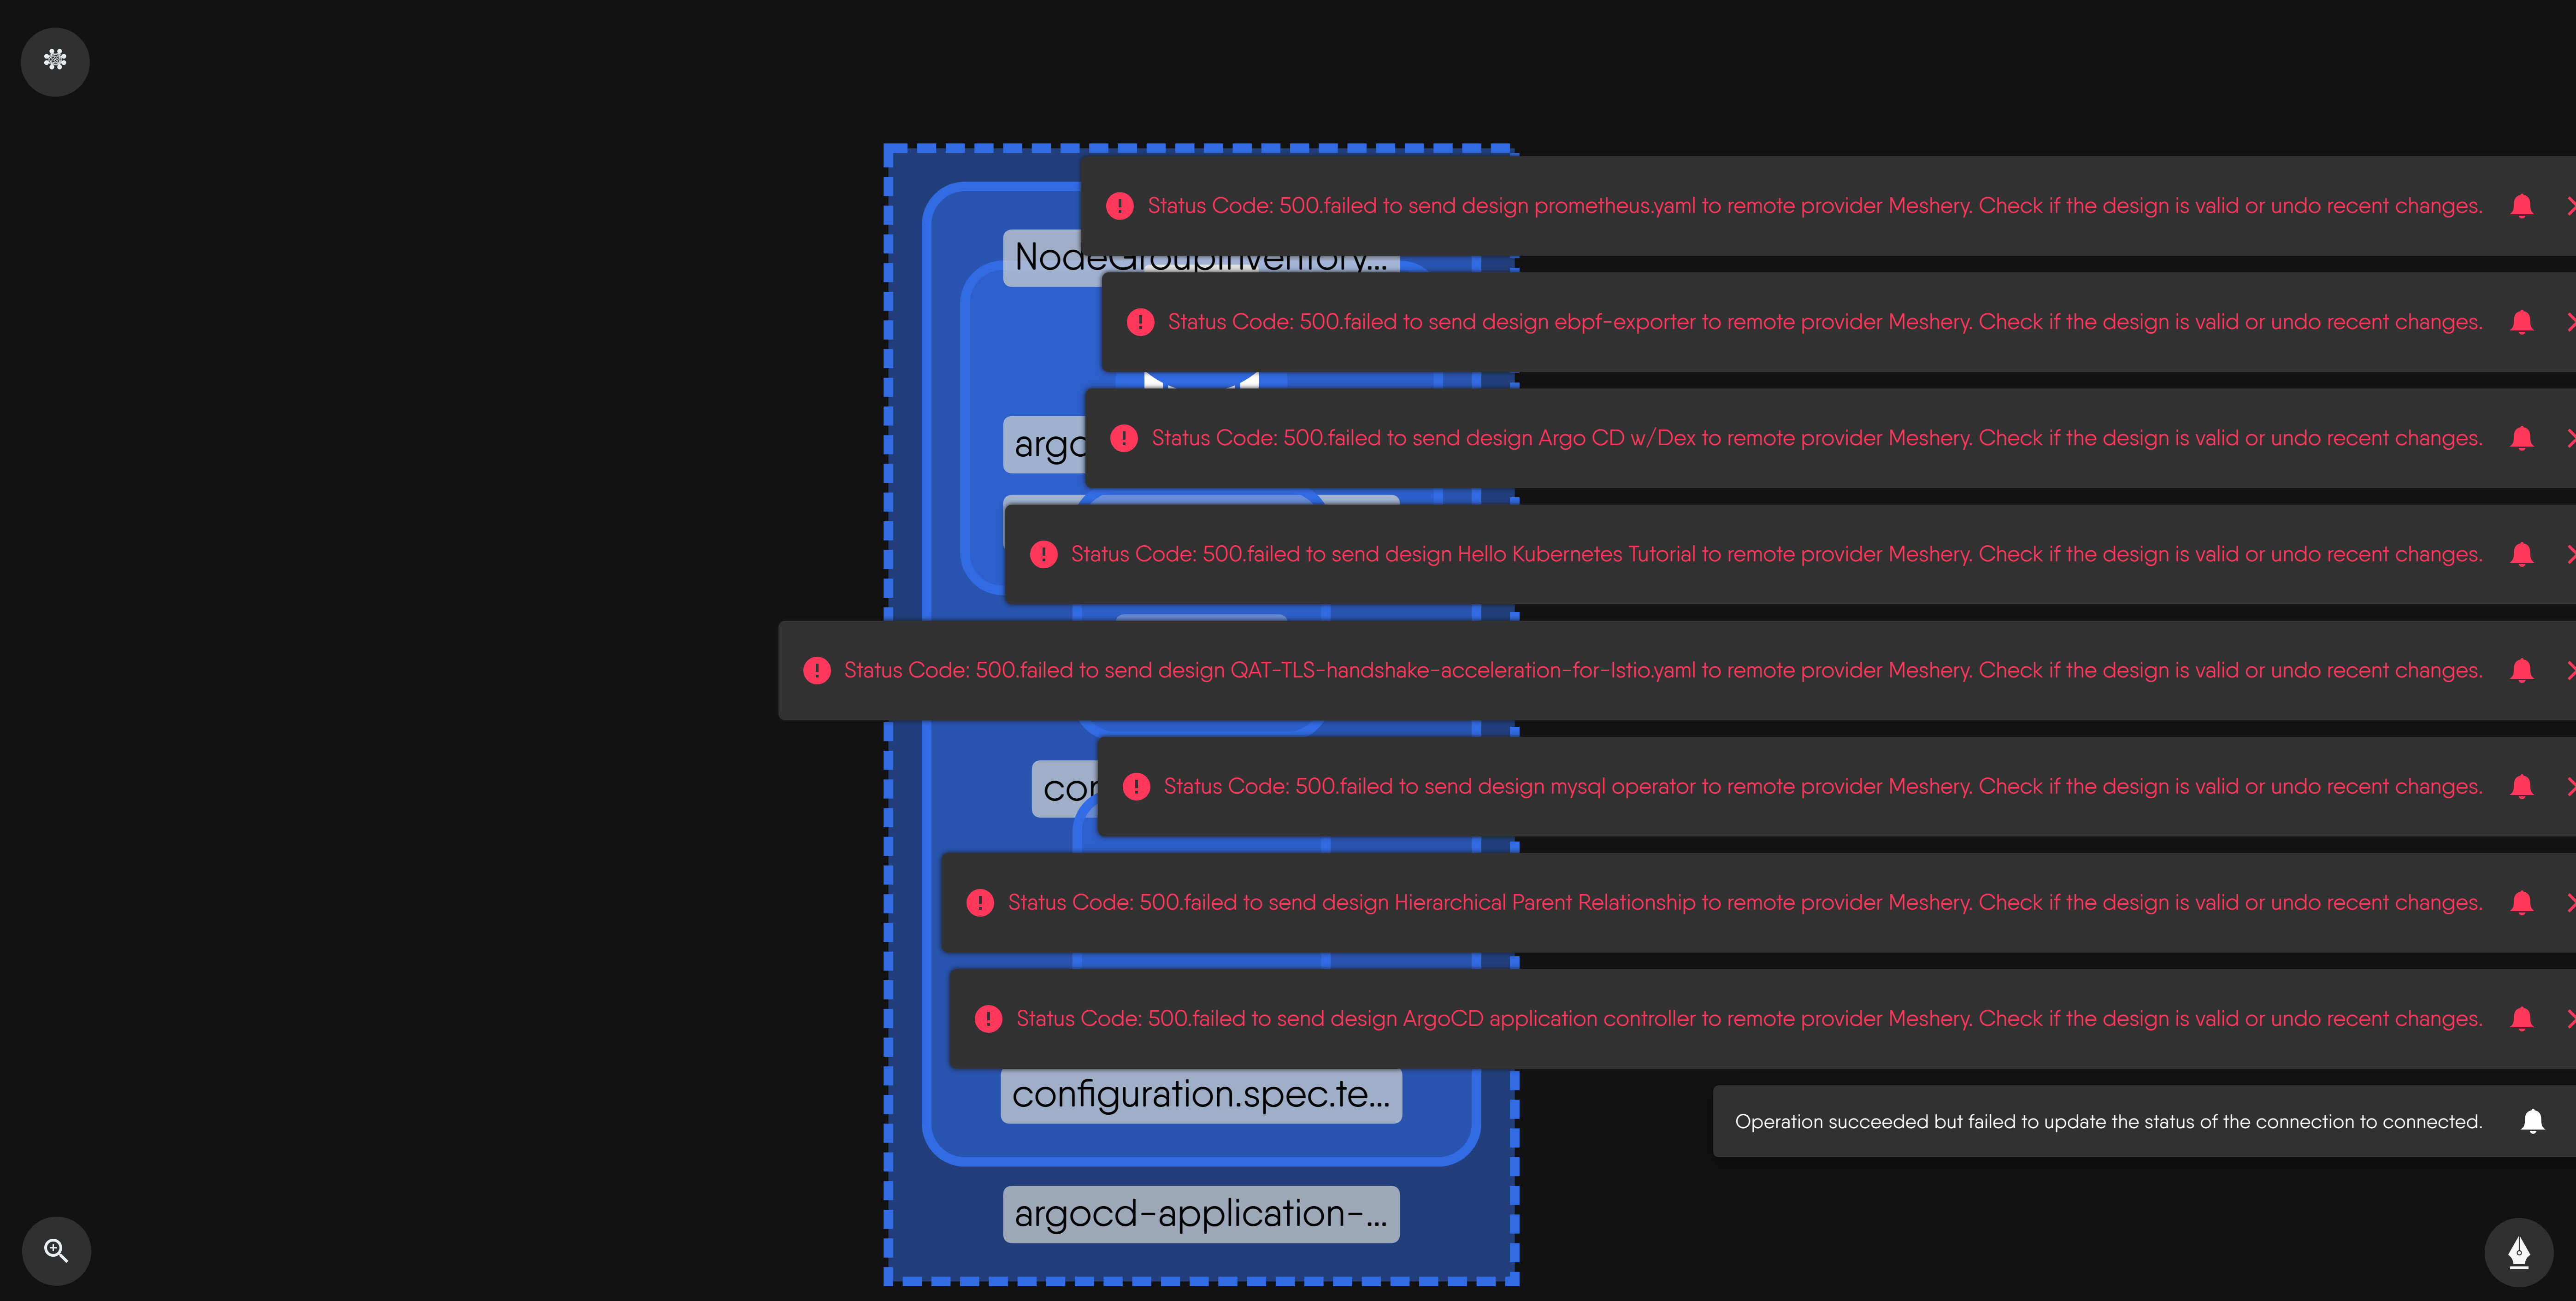 Status Code: 500.failed to send design prometheus.yaml to remote provider Meshery. Check if the design is valid or undo recent changes.
NodeGroupInventory...
Status Code: 500.failed to send design ebpf-exporter to remote provider Meshery. Check if the design is valid or undo recent changes.
argo
Status Code: 500.failed to send design Argo CD w/Dex to remote provider Meshery. Check if the design is valid or undo recent changes.
Status Code: 500.failed to send design Hello Kubernetes Tutorial to remote provider Meshery. Check if the design is valid or undo recent changes.
Status Code: 500.failed to send design QAT-TLS-handshake-acceleration-for-Istio.yaml to remote provider Meshery. Check if the design is valid or undo recent changes.
Status Code: 500.failed to send design mysql operator to remote provider Meshery. Check if the design is valid or undo recent changes.
Status Code: 500.failed to send design Hierarchical Parent Relationship to remote provider Meshery. Check if the design is valid or undo recent changes.
Status Code: 500.failed to send design ArgoCD application controller to remote provider Meshery. Check if the design is valid or undo recent changes.
configuration.spec.te...
Operation succeeded but failed to update the status of the connection to connected.
argocd-application-...